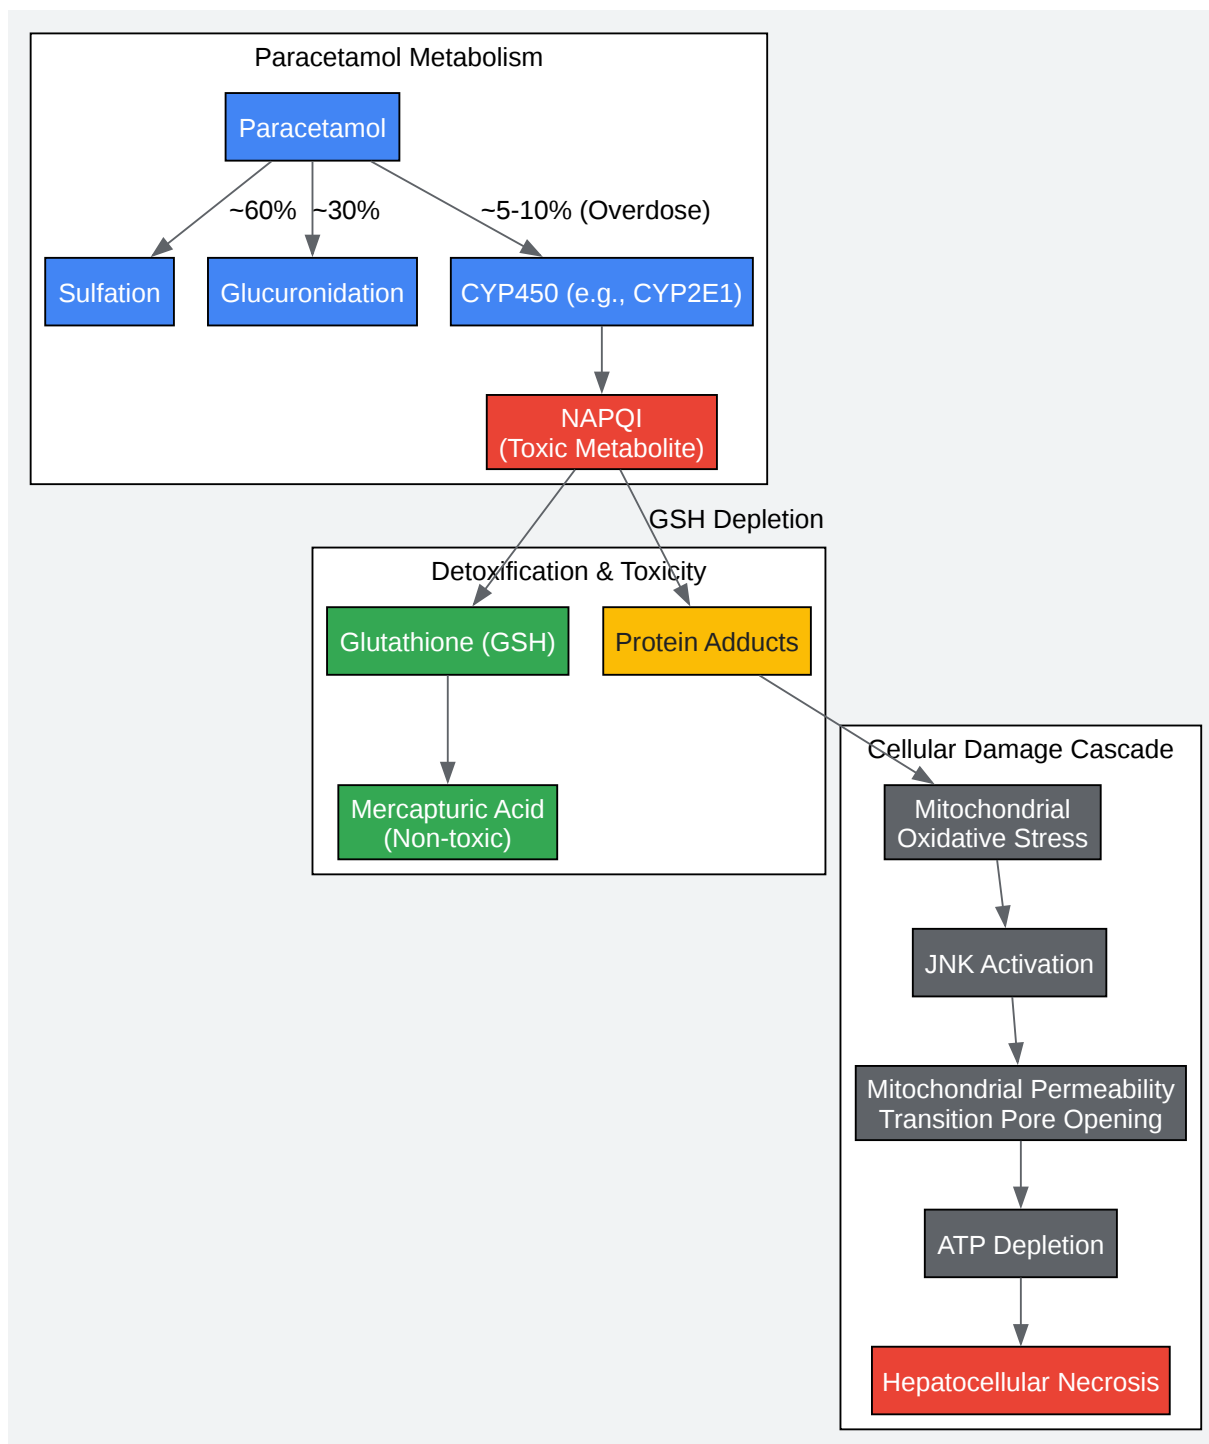 Paracetamol Metabolism
Paracetamol
~60%
~30%
~5-10% (Overdose)
Sulfation
Glucuronidation
CYP450 (e.g., CYP2E1)
NAPQI
(Toxic Metabolite)
GSH Depletion
Detoxification & Toxicity
Glutathione (GSH)
Protein Adducts
Mercapturic Acid
(Non-toxic)
Cellular Damage Cascade
Mitochondrial
Oxidative Stress
JNK Activation
Mitochondrial Permeability
Transition Pore Opening
ATP Depletion
Hepatocellular Necrosis